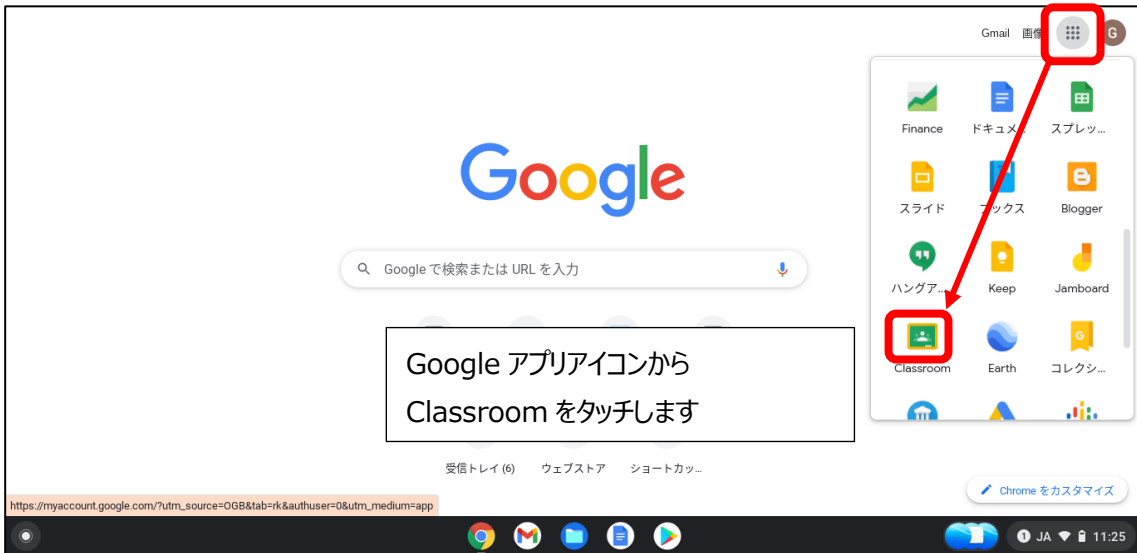 Gmail
G
Finance
ドキュメ...
スプレッ...
Google
スライド
ブックス
Blogger
Google で検索または URL を入力
ハングア...
Keep
Jamboard
Google アプリアイコンから
Classroom をタッチします
Classroom
Earth
コレクシ...
受信トレイ (6)
ウェブストア
ショートカッ...
Chrome をカスタマイズ
https://myaccount.google.com/?utm_source=OGB&tab=rk&authuser=0&utm_medium=app
1 JA 11:25